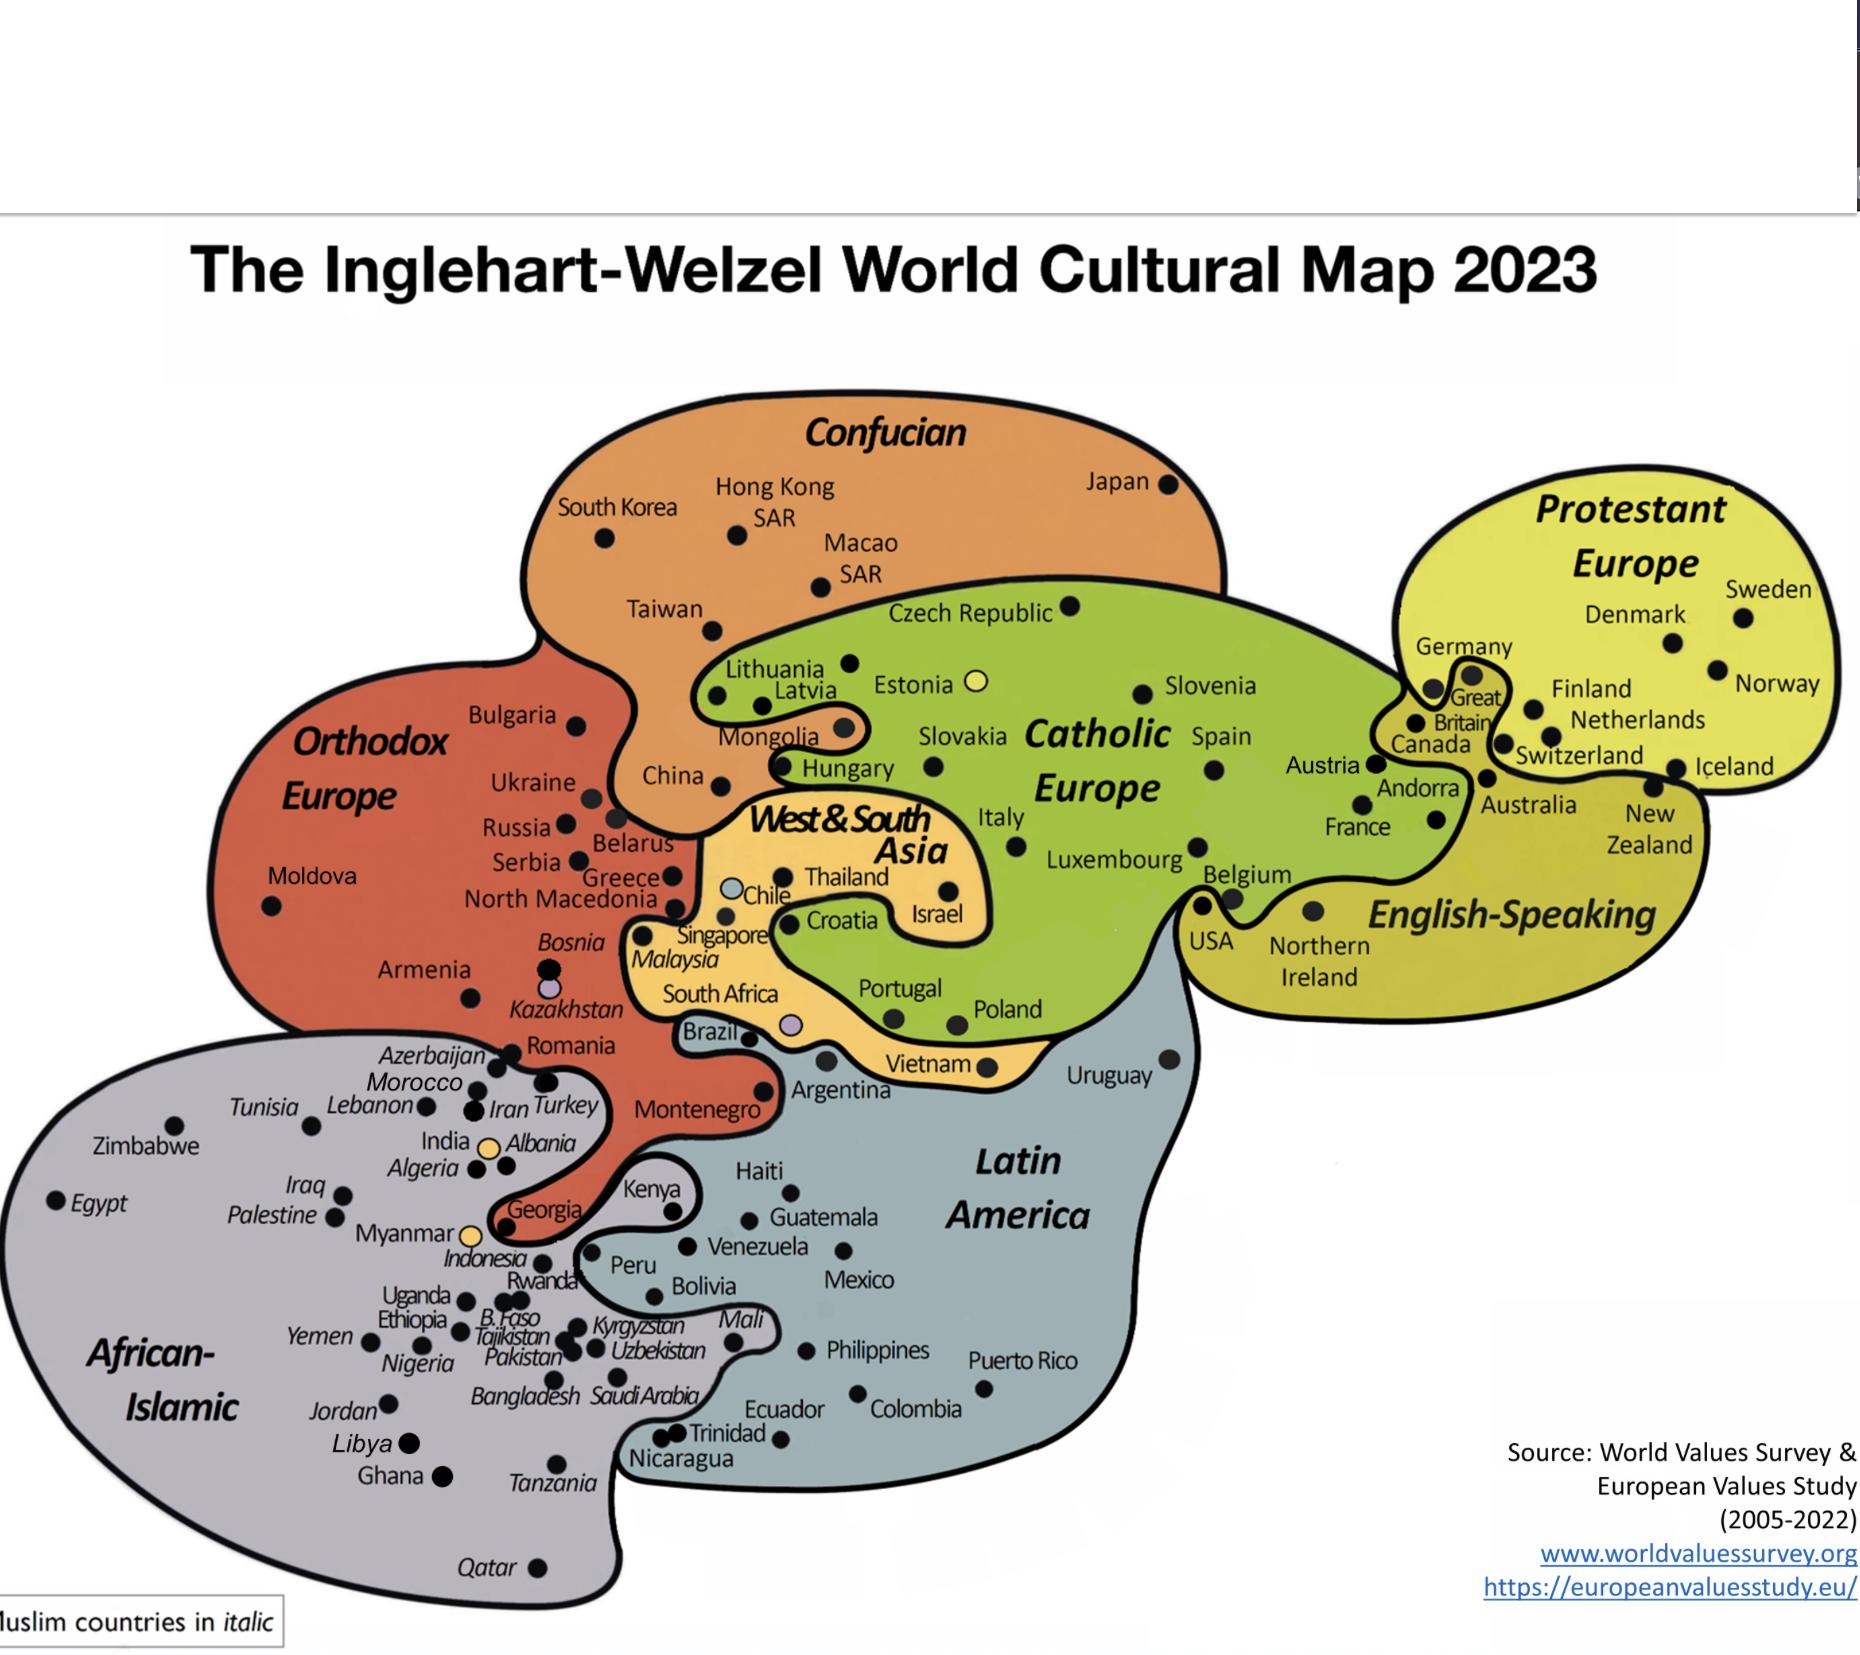 The Inglehart-Welzel World Cultural Map 2023
Confucian
Japan
Hong Kong
SAR
South Korea
Macao
SAR
Taiwan
Protestant
Europe
Sweden
Denmark
Norway
Germany
Finland
Netherlands
Switzerland
Iceland
Great
Britain
Canada
Australia
New
Zealand
English-Speaking
USA
Northern
Ireland
Czech Republic
Lithuania
Latvia
Estonia
Slovenia
Mongolia
Slovakia
Catholic
Europe
Spain
Hungary
Austria
Andorra
France
Italy
Luxembourg
Belgium
China
Croatia
Portugal
Poland
Orthodox
Europe
Bulgaria
Ukraine
Russia
Belarus
Serbia
Greece
North Macedonia
Moldova
Bosnia
Armenia
Kazakhstan
Romania
Montenegro
Georgia
West & South
Asia
Thailand
Chile
Israel
Singapore
Malaysia
South Africa
Vietnam
Brazil
Argentina
Uruguay
Latin
America
Haiti
Guatemala
Venezuela
Mexico
Peru
Bolivia
Philippines
Puerto Rico
Ecuador
Colombia
Trinidad
Nicaragua
Azerbaijan
Morocco
Lebanon
Iran
Turkey
Tunisia
Zimbabwe
India
Albania
Algeria
Iraq
Palestine
Egypt
Myanmar
Indonesia
Kenya
Rwanda
Uganda
Ethiopia
B. Faso
Tajikistan
Kyrgyzstan
Mali
Yemen
Nigeria
Pakistan
Uzbekistan
Bangladesh
Saudi Arabia
African-
Islamic
Jordan
Libya
Ghana
Tanzania
Qatar
Source: World Values Survey &
European Values Study
(2005-2022)
www.worldvaluessurvey.org
https://europeanvaluesstudy.eu/
uslim countries in italic